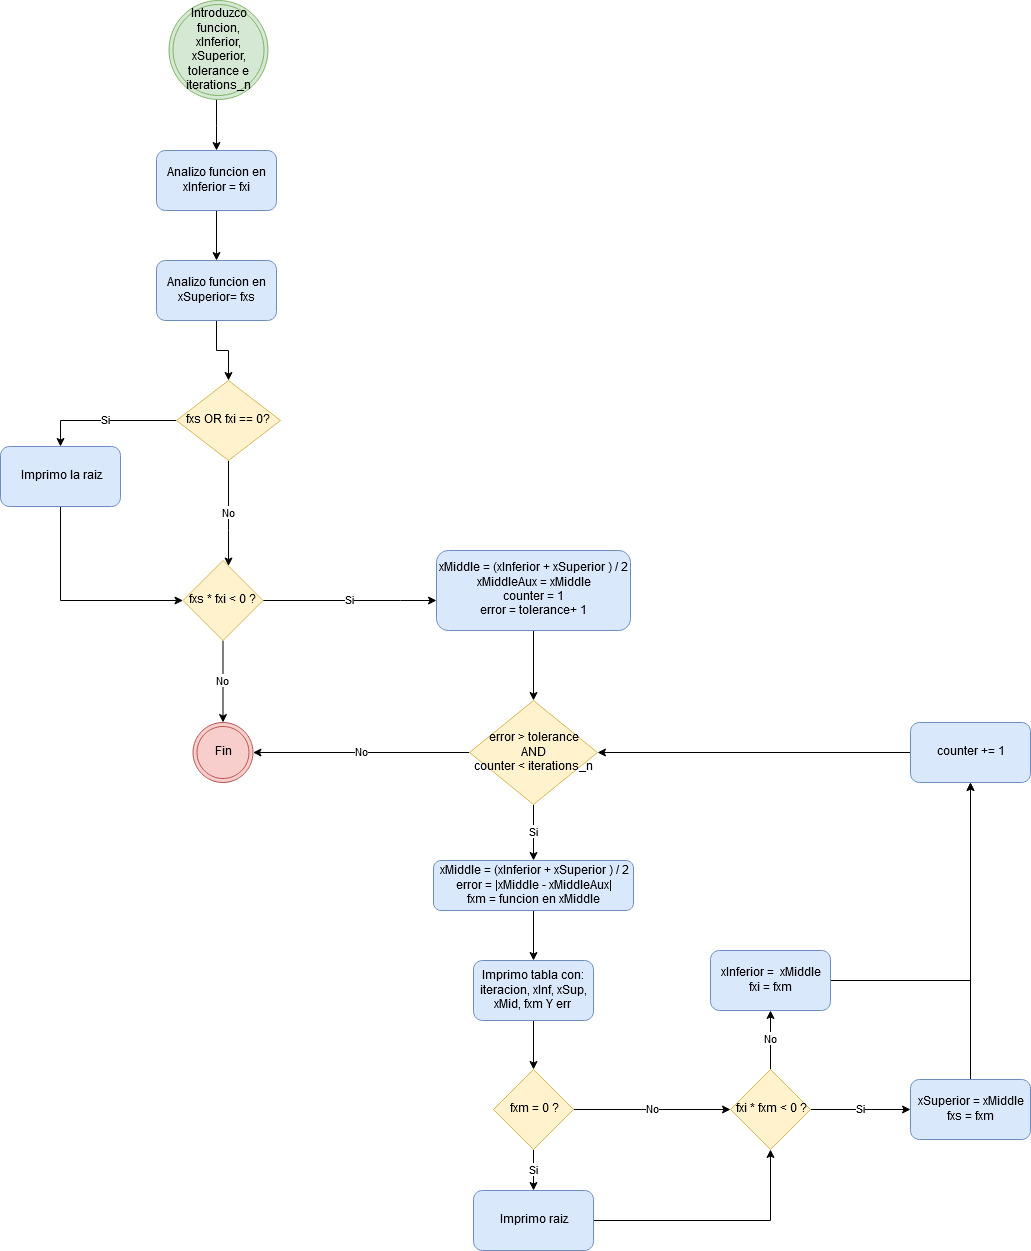 Introduzco
funcion,
xInferior,
xSuperior,
tolerance e
iterations_n
Analizo funcion en
xInferior = fxi
Analizo funcion en
xSuperior= fxs
fxs OR fxi == 0?
Si
Imprimo la raiz
No
fxs * fxi < 0 ?
Si
xMiddle = (xInferior + xSuperior ) / 2
xMiddleAux = xMiddle
counter = 1
error = tolerance+ 1
No
Fin
No
error > tolerance
AND
counter < iterations_n
counter += 1
Si
xMiddle = (xInferior + xSuperior ) / 2
error = |xMiddle - xMiddleAux|
fxm = funcion en xMiddle
Imprimo tabla con:
iteracion, xInf, xSup,
xMid, fxm Y err
xInferior =  xMiddle
fxi = fxm
No
fxm = 0 ?
No
fxi * fxm < 0 ?
Si
xSuperior = xMiddle
fxs = fxm
Si
Imprimo raiz